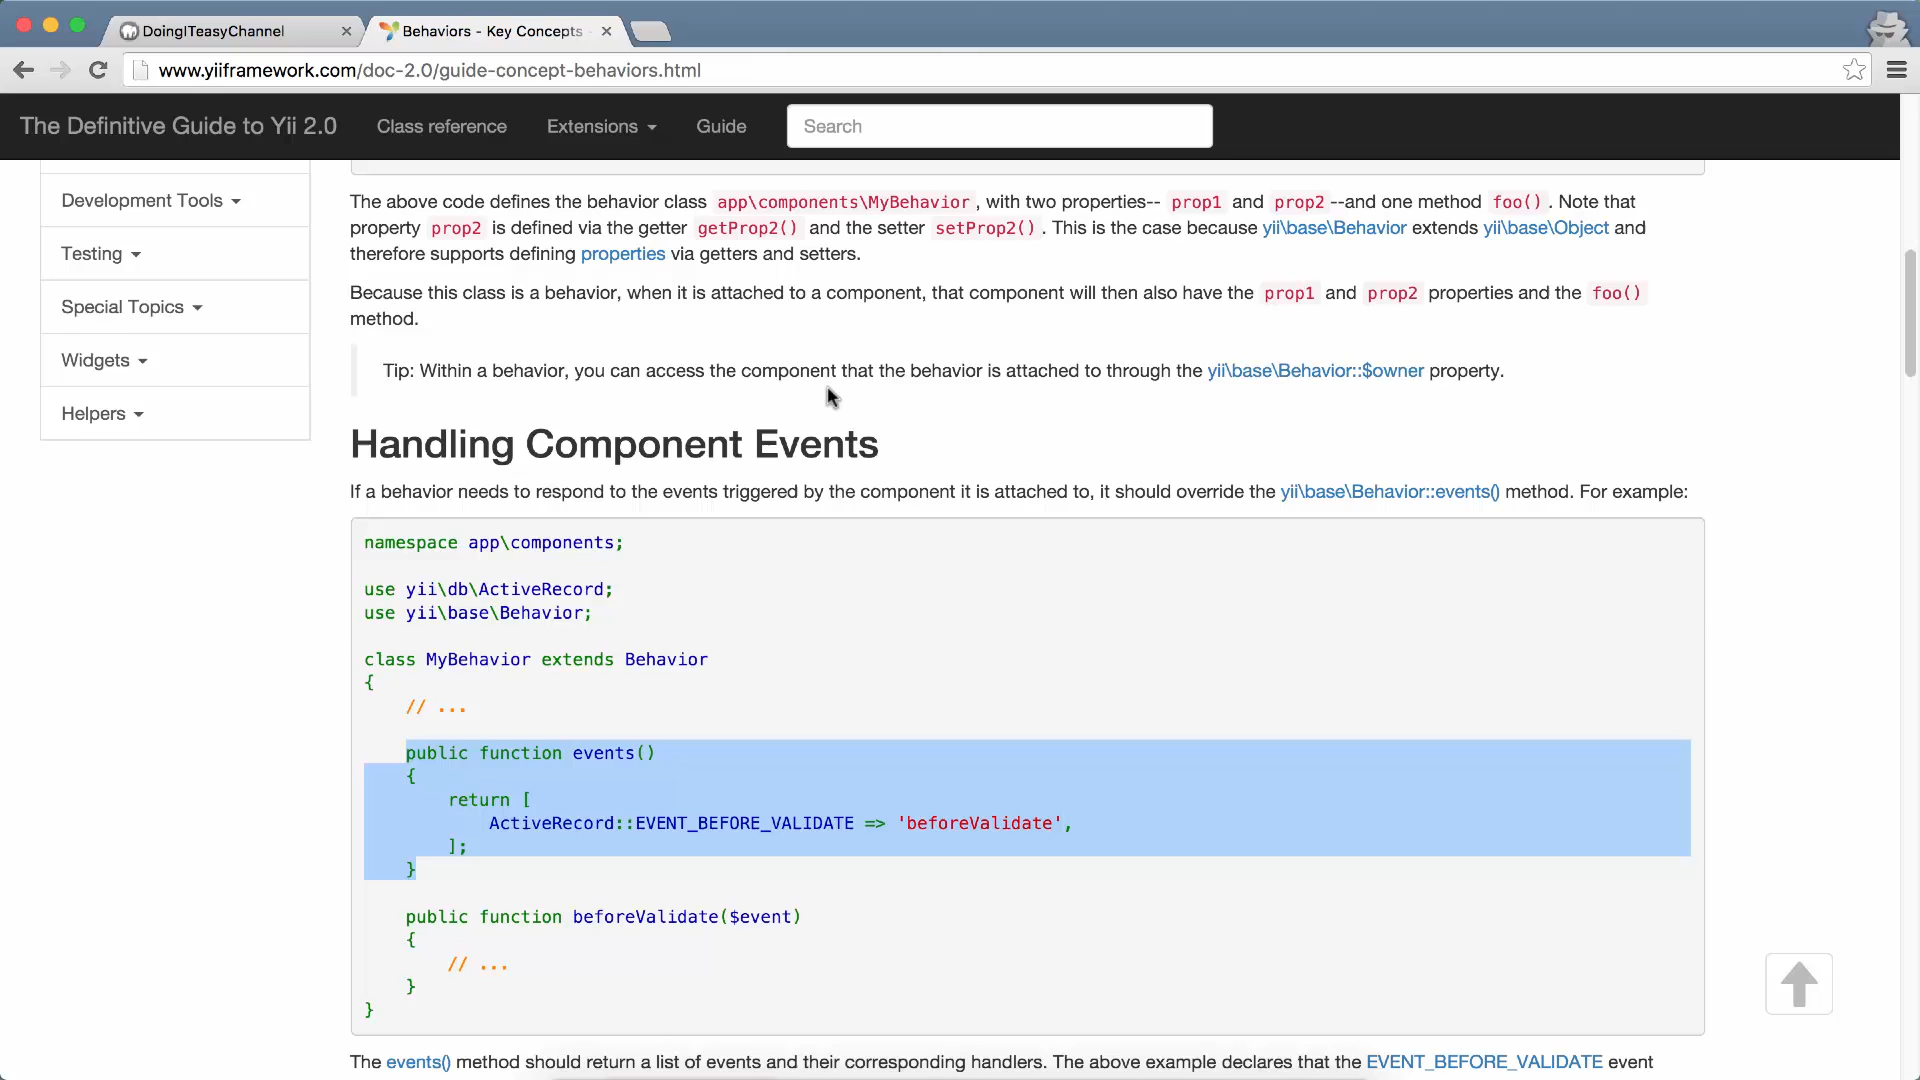 DoingITeasyChannel
Behaviors - Key Concepts -
www.yiiframework.com/doc-2.0/guide-concept-behaviors.html
The Definitive Guide to Yii 2.0 Class reference Extensions Guide Search
Development Tools
Testing
Special Topics
Widgets
Helpers
The above code defines the behavior class app\components\MyBehavior , with two properties-- prop1 and prop2 --and one method foo() . Note that
property prop2 is defined via the getter getProp2() and the setter setProp2() . This is the case because yii\base\Behavior extends yii\base\Object and
therefore supports defining properties via getters and setters.
Because this class is a behavior, when it is attached to a component, that component will then also have the prop1 and prop2 properties and the foo()
method.
Tip: Within a behavior, you can access the component that the behavior is attached to through the yii\base\Behavior::$owner property.
Handling Component Events
If a behavior needs to respond to the events triggered by the component it is attached to, it should override the yii\base\Behavior::events() method. For example:
namespace app\components;
use yii\db\ActiveRecord;
use yii\base\Behavior;
class MyBehavior extends Behavior
{
// ...
public function events()
{
return [
ActiveRecord::EVENT_BEFORE_VALIDATE => 'beforeValidate',
];
}
public function beforeValidate($event)
{
// ...
}
}
The events() method should return a list of events and their corresponding handlers. The above example declares that the EVENT_BEFORE_VALIDATE event